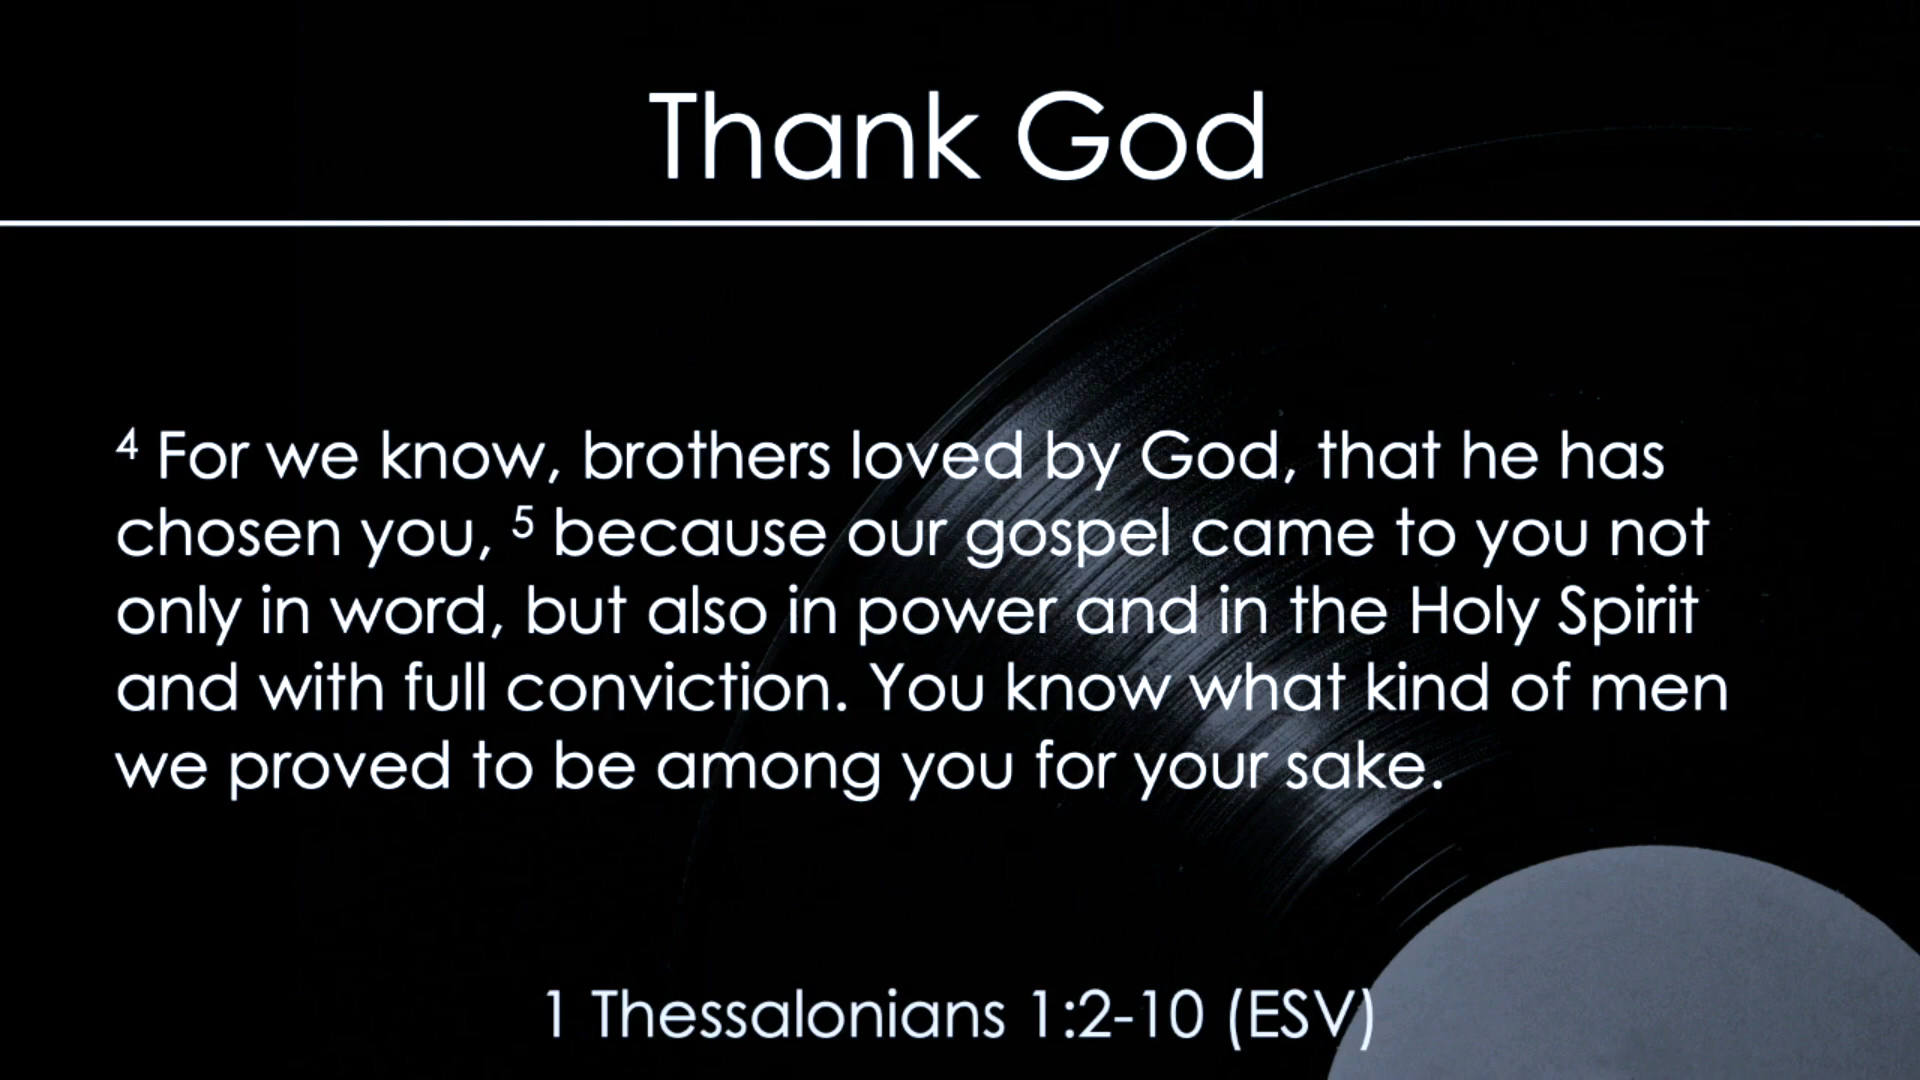 Thank God
4 For we know, brothers loved by God, that he has
chosen you, 5 because our gospel came to you not
only in word, but also in power and in the Holy Spirit
and with full conviction. You know what kind of men
we proved to be among you for your sake.
1 Thessalonians 1:2-10 (ESV)